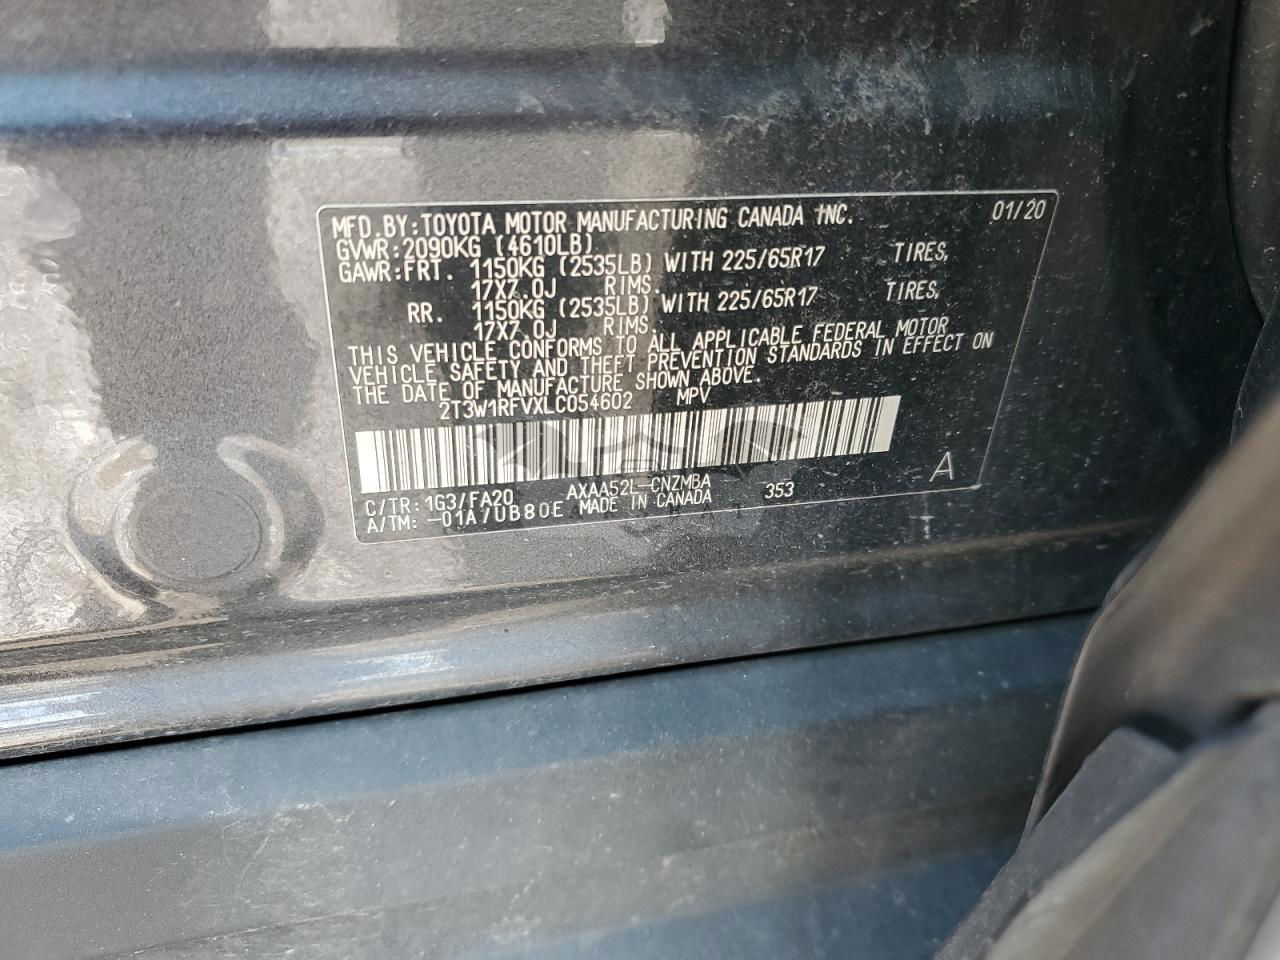 MFD.BY:TOYOTA MOTOR MANUFACTURING CANADA INC. 01/20
GVWR:2090KG (4610LB)
GAWR:FRT. 1150KG (2535LB) WITH 225/65R17 TIRES,
17X7.0J RIMS.
RR. 1150KG (2535LB) WITH 225/65R17 TIRES,
17X7.0J RIMS.
THIS VEHICLE CONFORMS TO ALL APPLICABLE FEDERAL MOTOR
VEHICLE SAFETY AND THEFT PREVENTION STANDARDS IN EFFECT ON
THE DATE OF MANUFACTURE SHOWN ABOVE.
2T3W1RFVXLC054602 MPV
C/TR:1G3/FA20 AXAA52L-CNZMBA 353 A
A/TM:-01A/UB80E MADE IN CANADA